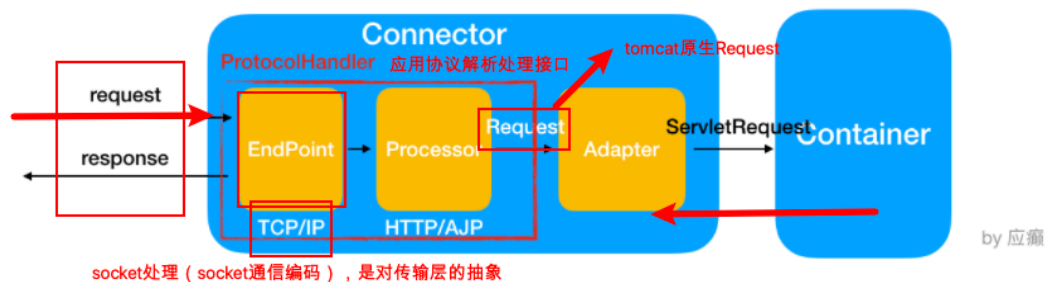 Connector
tomcat原生Request
ProtocolHandler 应用协议解析处理接口
request
Request
ServletRequest
Container
response
EndPoint
Processor
Adapter
TCP/IP
HTTP/AJP
by 应癫
socket处理（socket通信编码），是对传输层的抽象